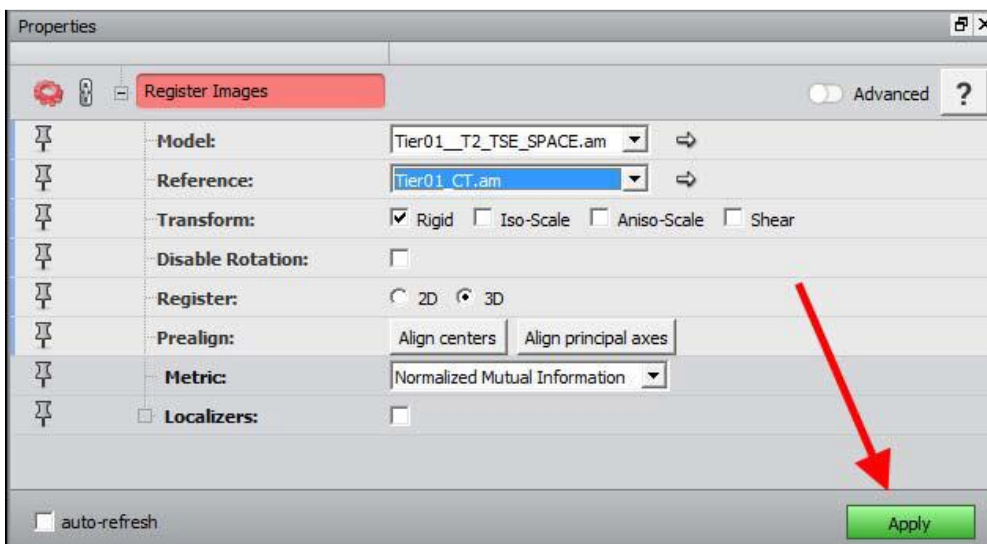 Properties
Register Images Advanced ?
Model: Tier01__T2_TSE_SPACE.am
Reference: Tier01_CT.am
Transform: Rigid Iso-Scale Aniso-Scale Shear
Disable Rotation:
Register: 2D 3D
Prealign: Align centers Align principal axes
Metric: Normalized Mutual Information
Localizers:
auto-refresh Apply